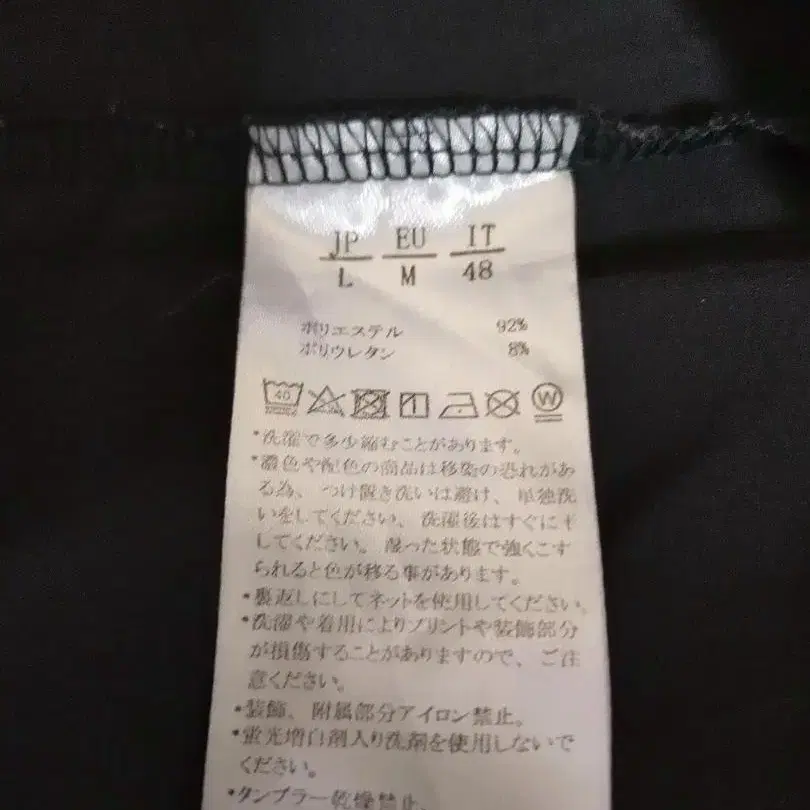 JP EU IT
L M 48
ポリエステル 92%
ポリウレタン 8%
40
W
*洗濯で多少縮むことがあります。
*濃色や配色の商品は移染の恐れがあ
る為、つけ置き洗いは避け、単独洗
いをしてください、洗濯後はすぐに干
してください。湿った状態で強くこす
られると色が移る事があります。
*裏返しにしてネットを使用してください。
*洗濯や着用によりプリントや装飾部分
が損傷することがありますので、ご注
意ください。
*装飾、附属部分アイロン禁止。
*蛍光増白剤入り洗剤を使用しないで
ください。
*タンブラー乾燥禁止.